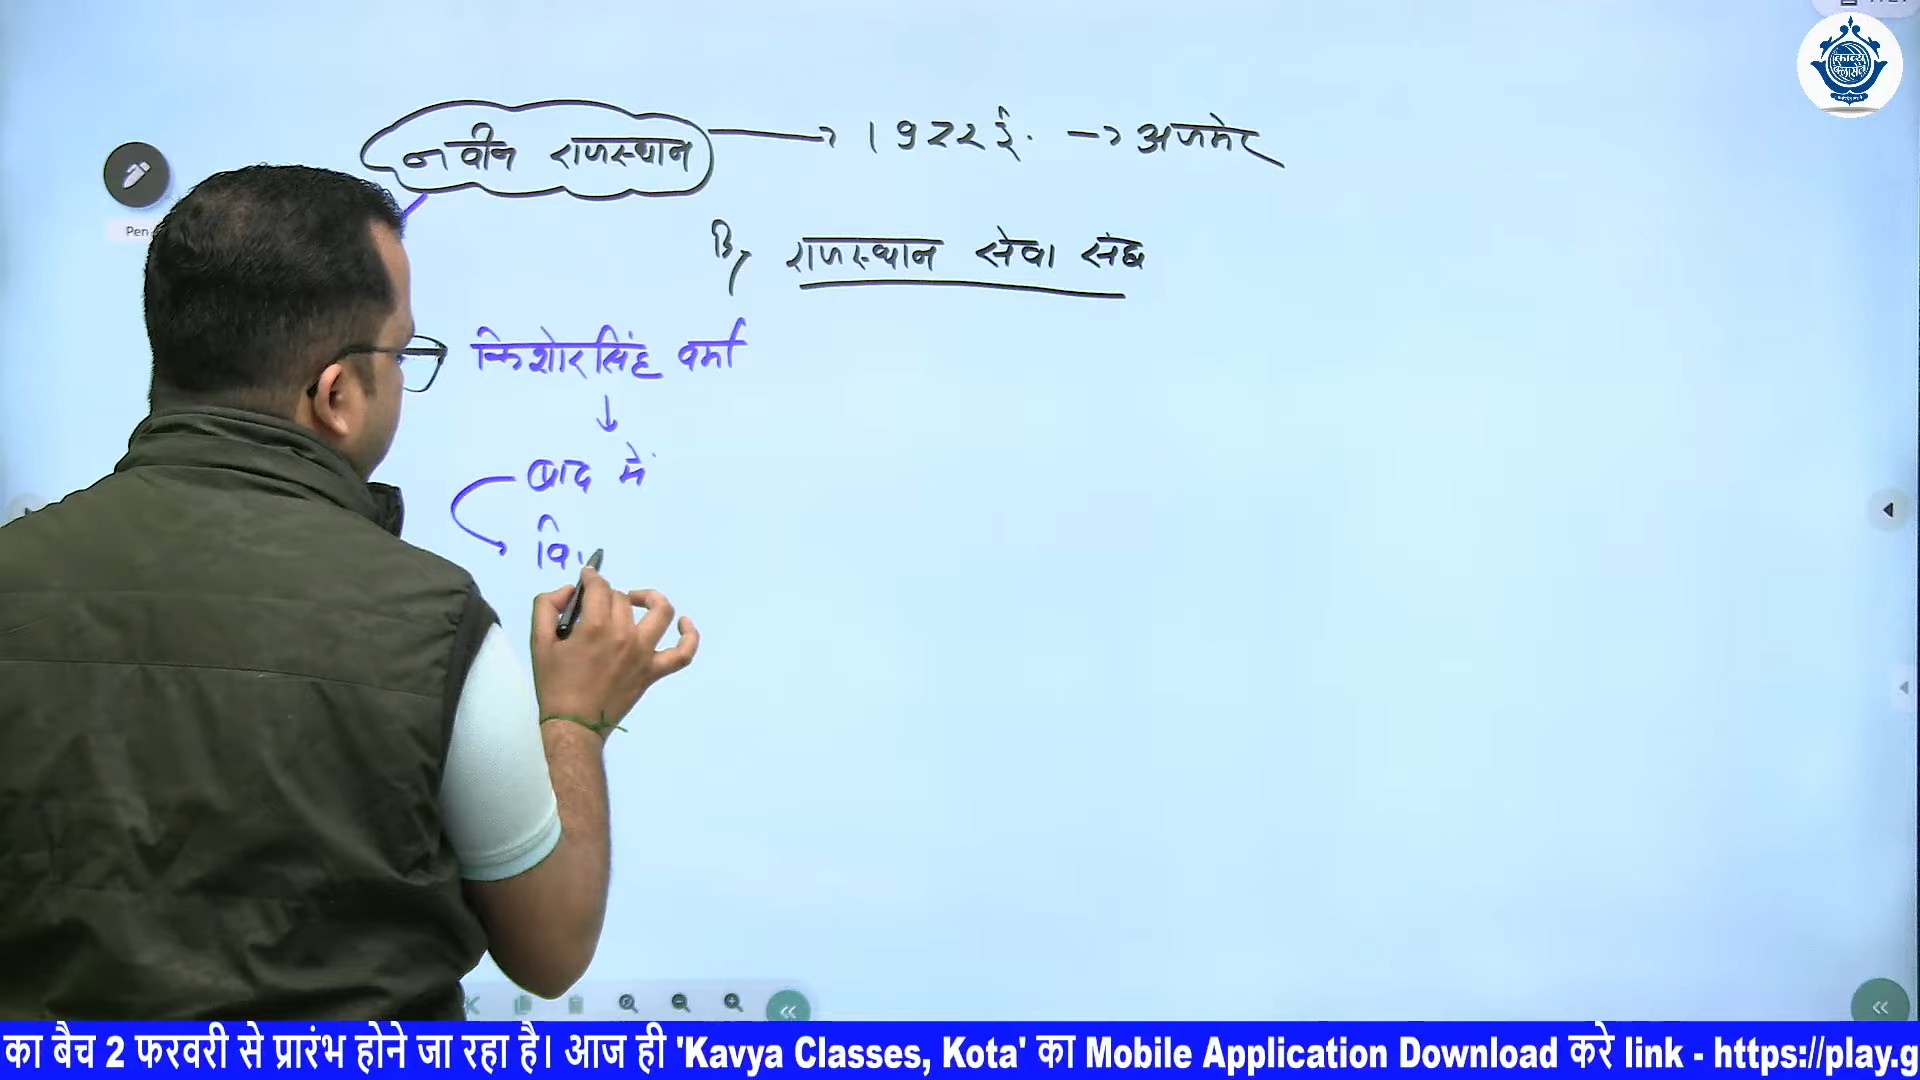 नवीन राजस्थान → 1922 ई. → अजमेर
By राजस्थान सेवा संघ
किशोरसिंह वर्मा
↓
बाद में
वि
Pen
काव्य
क्लासेस
का बैच 2 फरवरी से प्रारंभ होने जा रहा है। आज ही 'Kavya Classes, Kota' का Mobile Application Download करे link - https://play.g